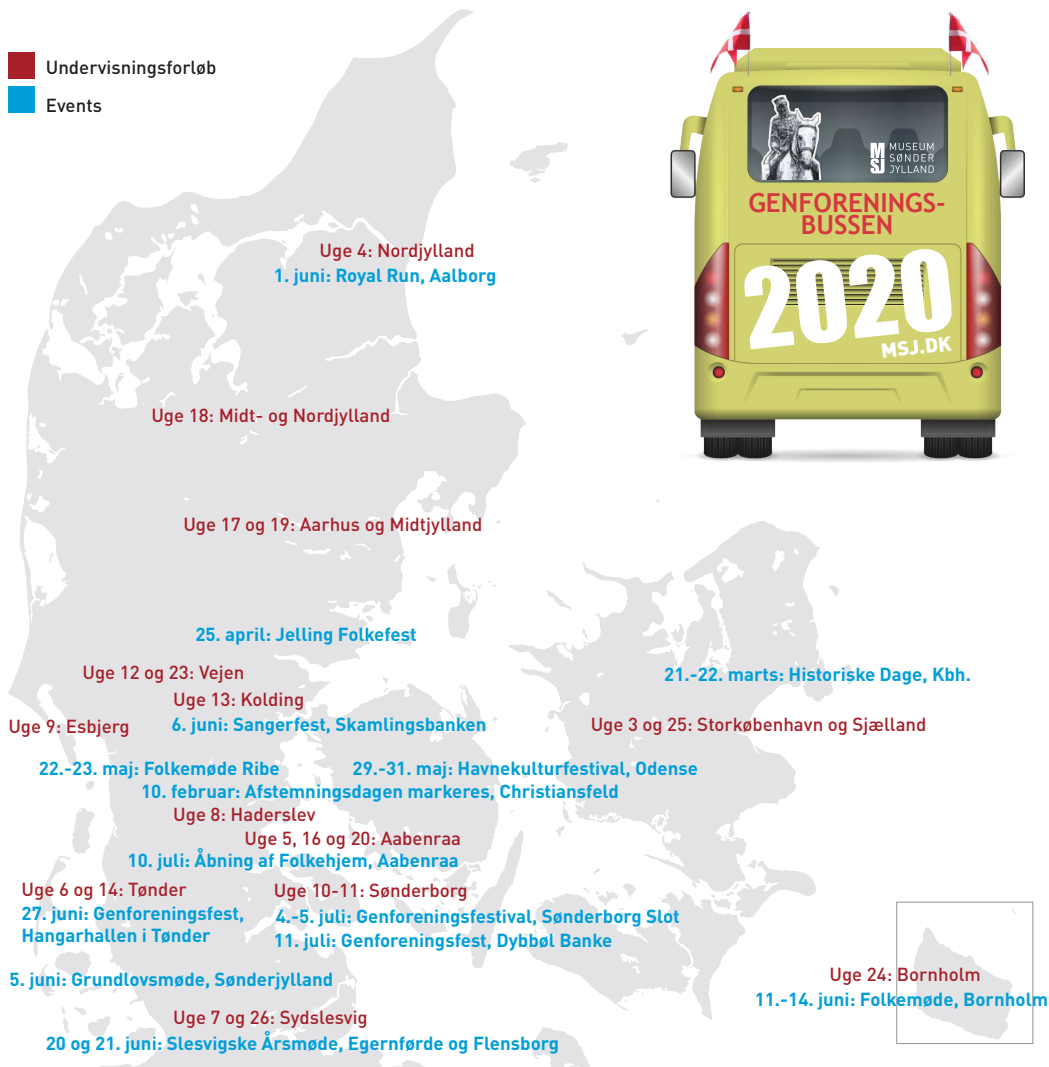 Undervisningsforløb
Events
MSJ
MUSEUM
SØNDER
JYLLAND
GENFORENINGS-
BUSSEN
2020
MSJ.DK
Uge 4: Nordjylland
1. juni: Royal Run, Aalborg
Uge 18: Midt- og Nordjylland
Uge 17 og 19: Aarhus og Midtjylland
25. april: Jelling Folkefest
Uge 12 og 23: Vejen
21.-22. marts: Historiske Dage, Kbh.
Uge 13: Kolding
Uge 9: Esbjerg
6. juni: Sangerfest, Skamlingsbanken
Uge 3 og 25: Storkøbenhavn og Sjælland
22.-23. maj: Folkemøde Ribe
29.-31. maj: Havnekulturfestival, Odense
10. februar: Afstemningsdagen markeres, Christiansfeld
Uge 8: Haderslev
Uge 5, 16 og 20: Aabenraa
10. juli: Åbning af Folkehjem, Aabenraa
Uge 6 og 14: Tønder
27. juni: Genforeningsfest,
Hangarhallen i Tønder
Uge 10-11: Sønderborg
4.-5. juli: Genforeningsfestival, Sønderborg Slot
11. juli: Genforeningsfest, Dybbøl Banke
5. juni: Grundlovsmøde, Sønderjylland
Uge 24: Bornholm
11.-14. juni: Folkemøde, Bornholm
Uge 7 og 26: Sydslesvig
20 og 21. juni: Slesvigske Årsmøde, Egernførde og Flensborg